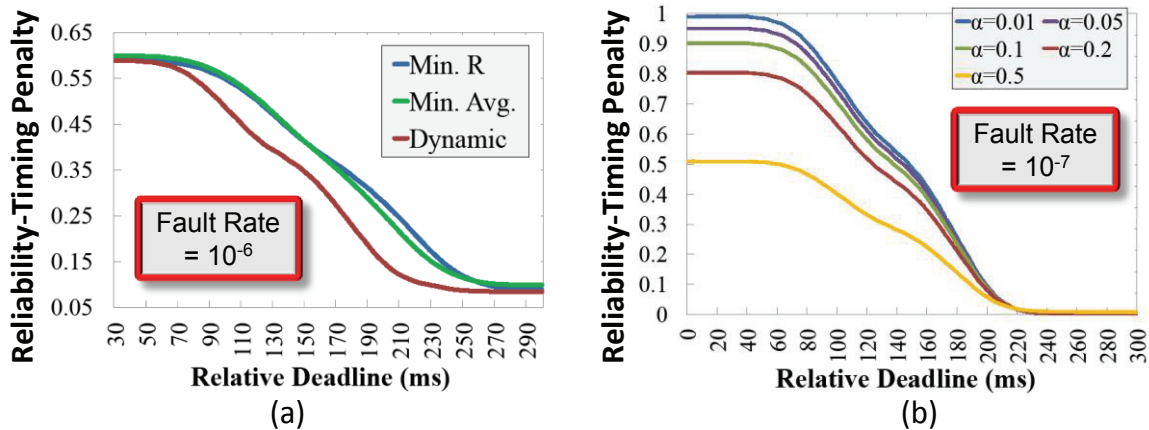 Reliability-Timing Penalty
0.65
0.55
0.45
0.35
0.25
0.15
0.05
Min. R
Min. Avg.
Dynamic
Fault Rate
= 10⁻⁶
30 50 70 90 110 130 150 170 190 210 230 250 270 290
Relative Deadline (ms)
(a)
Reliability-Timing Penalty
1
0.9
0.8
0.7
0.6
0.5
0.4
0.3
0.2
0.1
0
α=0.01 α=0.05
α=0.1 α=0.2
α=0.5
Fault Rate
= 10⁻⁷
0 20 40 60 80 100 120 140 160 180 200 220 240 260 280 300
Relative Deadline (ms)
(b)